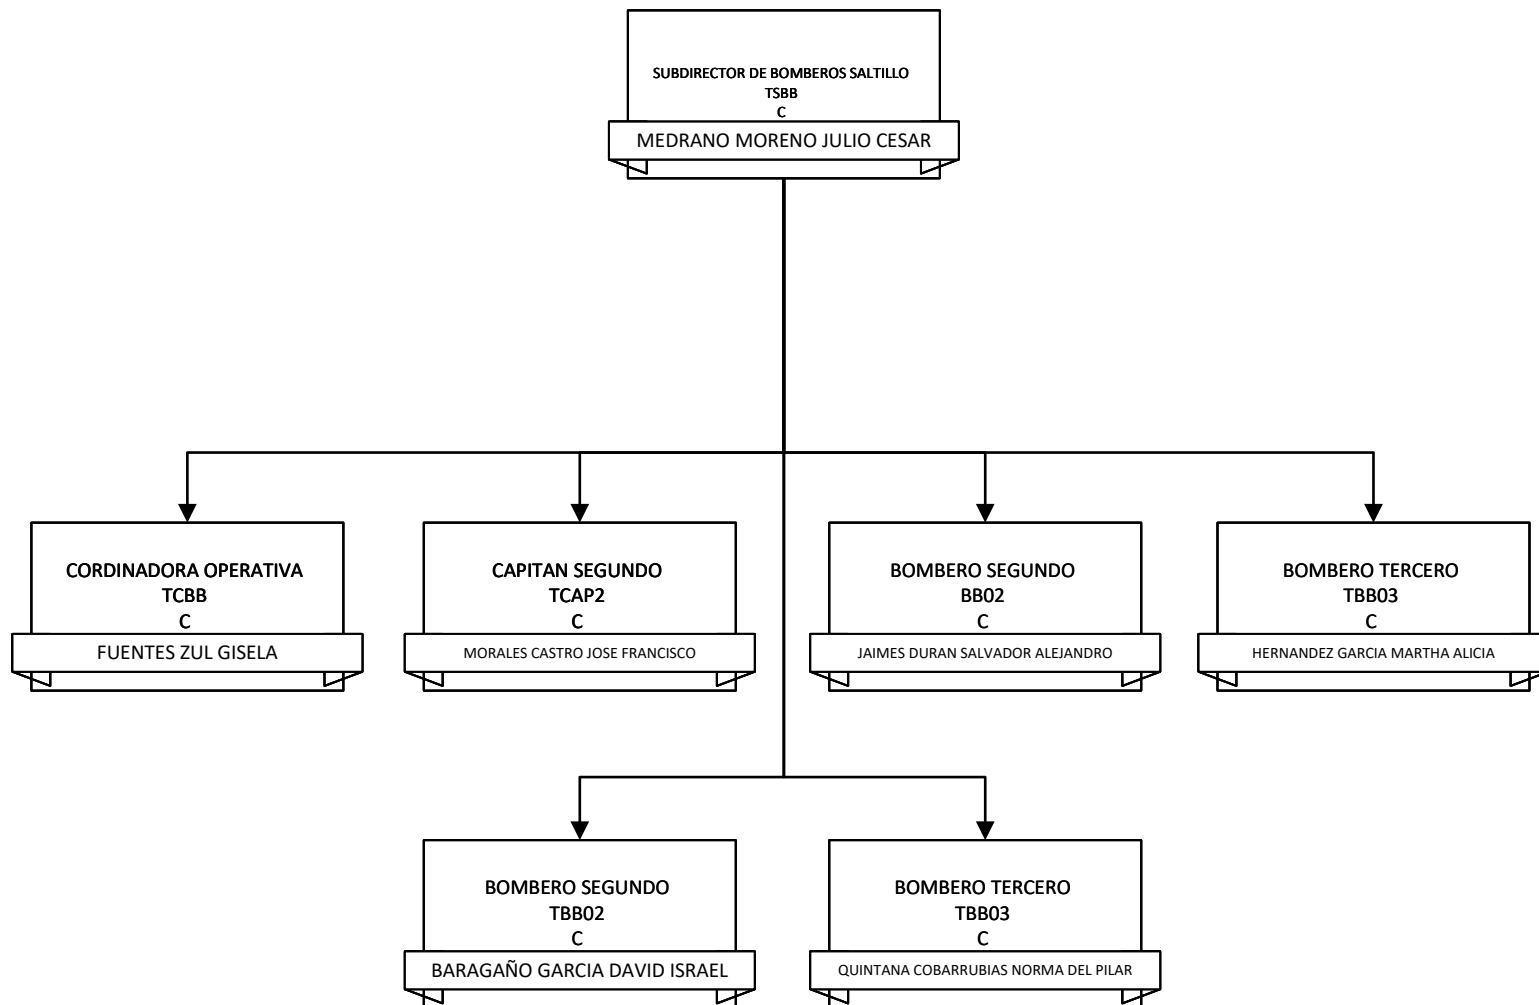 SUBDIRECTOR DE BOMBEROS SALTILLO
TSBB
C
MEDRANO MORENO JULIO CESAR
CORDINADORA OPERATIVA
TCBB
C
FUENTES ZUL GISELA
CAPITAN SEGUNDO
TCAP2
C
MORALES CASTRO JOSE FRANCISCO
BOMBERO SEGUNDO
BB02
C
JAIMES DURAN SALVADOR ALEJANDRO
BOMBERO TERCERO
TBB03
C
HERNANDEZ GARCIA MARTHA ALICIA
BOMBERO SEGUNDO
TBB02
C
BARAGAÑO GARCIA DAVID ISRAEL
BOMBERO TERCERO
TBB03
C
QUINTANA COBARRUBIAS NORMA DEL PILAR